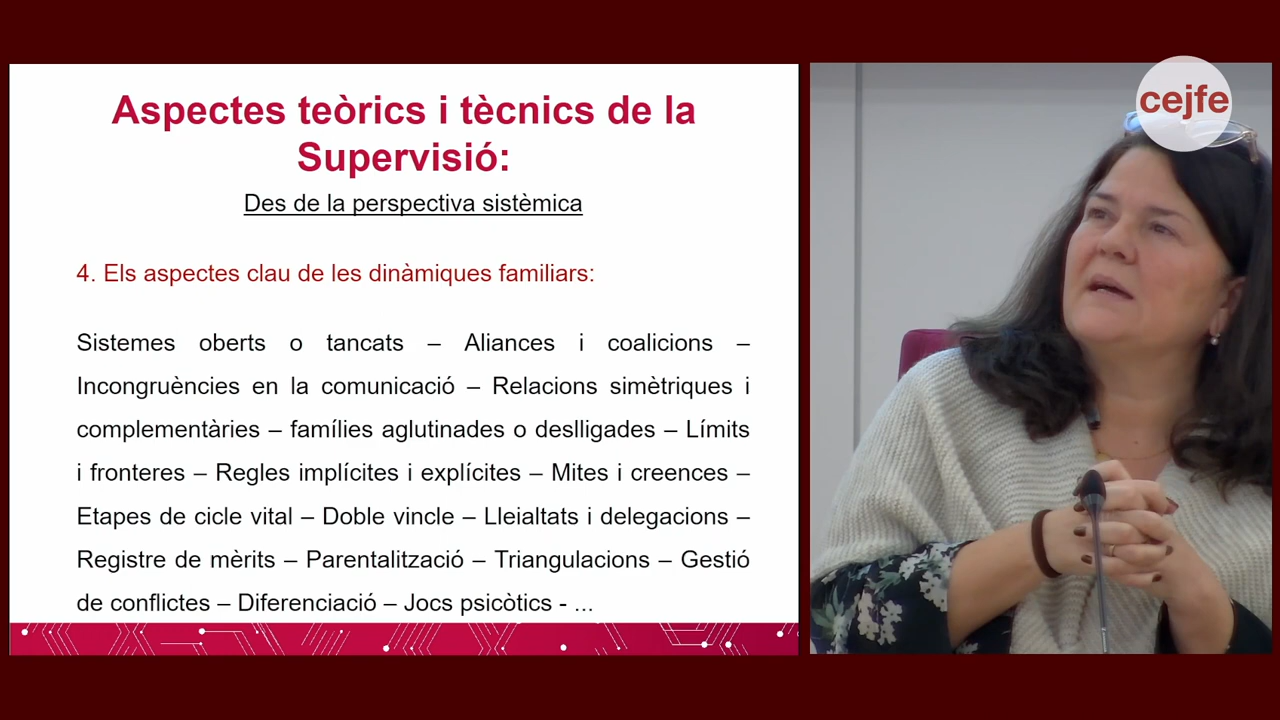 Aspectes teòrics i tècnics de la
Supervisió:
Des de la perspectiva sistèmica
4. Els aspectes clau de les dinàmiques familiars:
Sistemes oberts o tancats – Aliances i coalicions –
Incongruències en la comunicació – Relacions simètriques i
complementàries – famílies aglutinades o deslligades – Límits
i fronteres – Regles implícites i explícites – Mites i creences –
Etapes de cicle vital – Doble vincle – Lleialtats i delegacions –
Registre de mèrits – Parentalització – Triangulacions – Gestió
de conflictes – Diferenciació – Jocs psicòtics - ...
cejfe